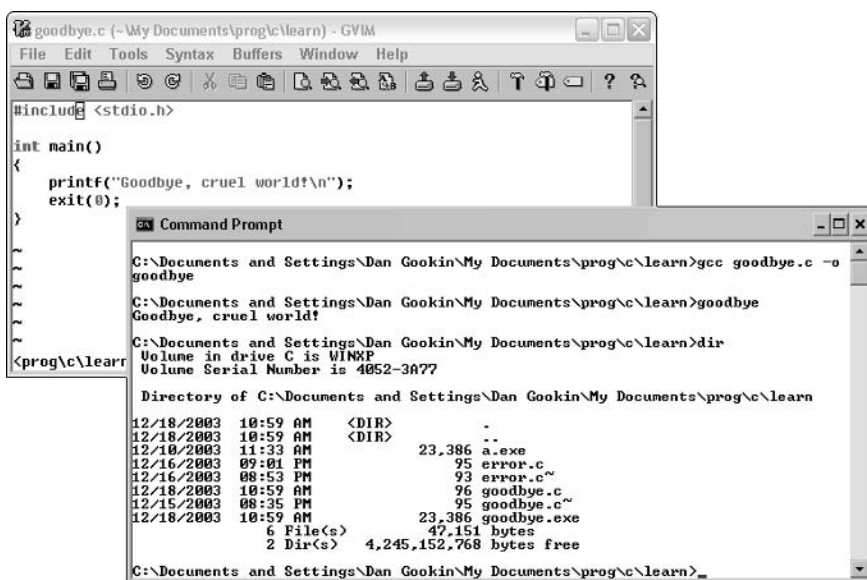 goodbye.c (~\My Documents\prog\c\learn) - GVIM
File Edit Tools Syntax Buffers Window Help
#include <stdio.h>
int main()
{
printf("Goodbye, cruel world!\n");
exit(0);
}
~
~
~
~
~
~
<prog\c\learn
Command Prompt
C:\Documents and Settings\Dan Gookin\My Documents\prog\c\learn>gcc goodbye.c -o
goodbye
C:\Documents and Settings\Dan Gookin\My Documents\prog\c\learn>goodbye
Goodbye, cruel world!
C:\Documents and Settings\Dan Gookin\My Documents\prog\c\learn>dir
Volume in drive C is WINXP
Volume Serial Number is 4052-3A77
Directory of C:\Documents and Settings\Dan Gookin\My Documents\prog\c\learn
12/18/2003 10:59 AM <DIR> .
12/18/2003 10:59 AM <DIR> ..
12/10/2003 11:33 AM 23,386 a.exe
12/16/2003 09:01 PM 95 error.c
12/16/2003 08:53 PM 93 error.c~
12/18/2003 10:59 AM 96 goodbye.c
12/15/2003 08:35 PM 95 goodbye.c~
12/18/2003 10:59 AM 23,386 goodbye.exe
6 File(s) 47,151 bytes
2 Dir(s) 4,245,152,768 bytes free
C:\Documents and Settings\Dan Gookin\My Documents\prog\c\learn>_